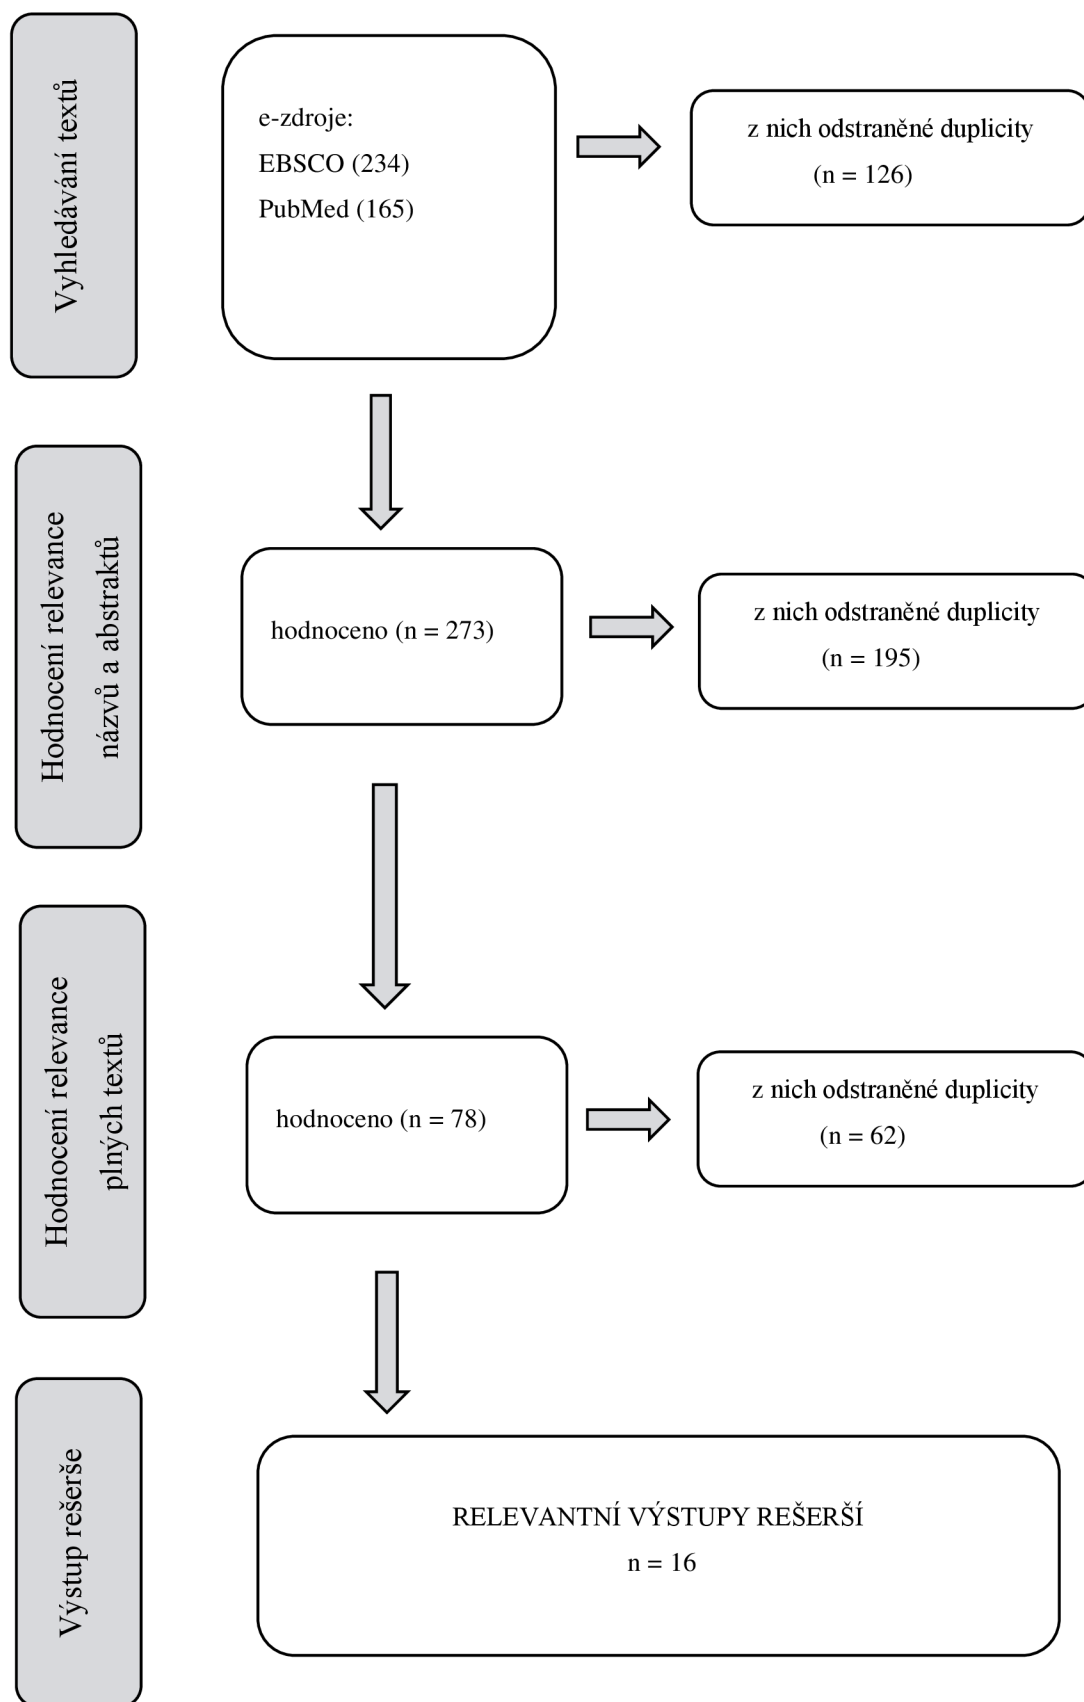 Vyhledávání textů
e-zdroje:
EBSCO (234)
PubMed (165)
z nich odstraněné duplicity
(n = 126)
Hodnocení relevance
názvů a abstraktů
hodnoceno (n = 273)
z nich odstraněné duplicity
(n = 195)
Hodnocení relevance
plných textů
hodnoceno (n = 78)
z nich odstraněné duplicity
(n = 62)
Výstup rešerše
RELEVANTNÍ VÝSTUPY REŠERŠÍ
n = 16